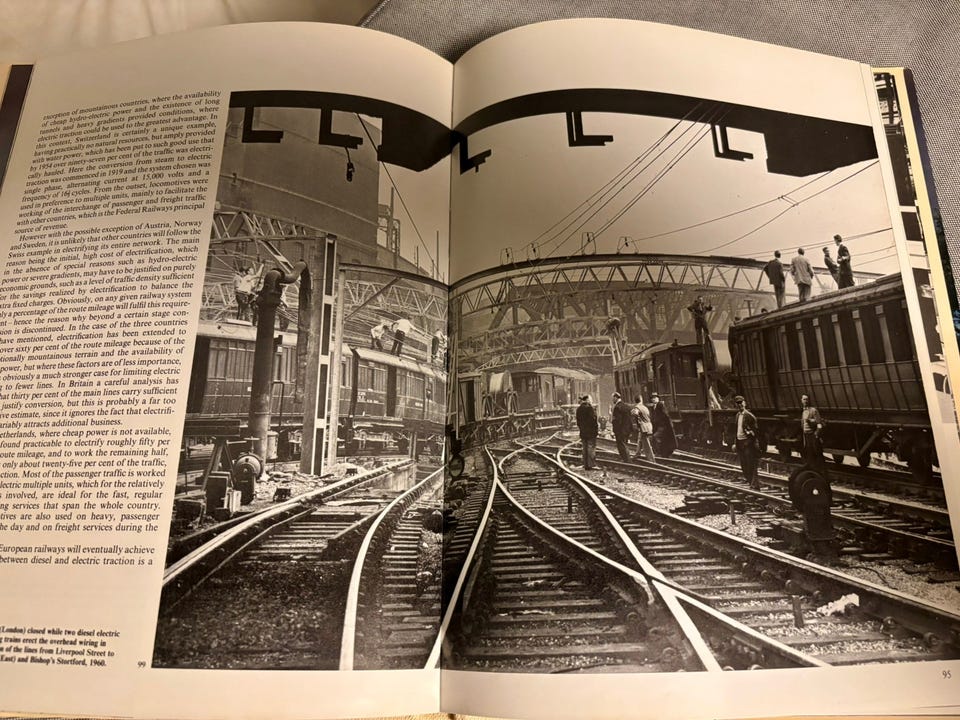 exception of mountainous countries, where the availability
of cheap hydro-electric power and the existence of long
tunnels and heavy gradients provided conditions, where
electric traction could be used to the greatest advantage. In
this context, Switzerland is certainly a unique example,
having practically no natural resources, but amply provided
with water power, which has been put to such good use that
by 1954 over ninety-seven per cent of the traffic was electri-
cally hauled. Here the conversion from steam to electric
traction was commenced in 1919 and the system chosen was
single phase, alternating current at 15,000 volts and a
frequency of 16⅔ cycles. From the outset, locomotives were
used in preference to multiple units, mainly to facilitate the
working of the interchange of passenger and freight traffic
with other countries, which is the Federal Railways principal
source of revenue.
However with the possible exception of Austria, Norway
and Sweden, it is unlikely that other countries will follow the
Swiss example in electrifying its entire network. The main
reason being the initial, high cost of electrification, which
in the absence of special reasons such as hydro-electric
power or severe gradients, may have to be justified on purely
economic grounds, such as a level of traffic density sufficient
for the savings realized by electrification to balance the
extra fixed charges. Obviously, on any given railway system
only a percentage of the route mileage will fulfil this require-
ment – hence the reason why beyond a certain stage con-
sion is discontinued. In the case of the three countries
have mentioned, electrification has been extended to
over sixty per cent of the route mileage because of the
tionally mountainous terrain and the availability of
power, but where these factors are of less importance,
obviously a much stronger case for limiting electric
g to fewer lines. In Britain a careful analysis has
that thirty per cent of the main lines carry sufficient
justify conversion, but this is probably a far too
ve estimate, since it ignores the fact that electrifi-
variably attracts additional business.
etherlands, where cheap power is not available,
found practicable to electrify roughly fifty per
route mileage, and to work the remaining half,
only about twenty-five per cent of the traffic,
ction. Most of the passenger traffic is worked
lectric multiple units, which for the relatively
s involved, are ideal for the fast, regular
ng services that span the whole country.
tives are also used on heavy, passenger
he day and on freight services during the
European railways will eventually achieve
between diesel and electric traction is a
(London) closed while two diesel electric
g trains erect the overhead wiring in
n of the lines from Liverpool Street to
East) and Bishop's Stortford, 1960.
99
95